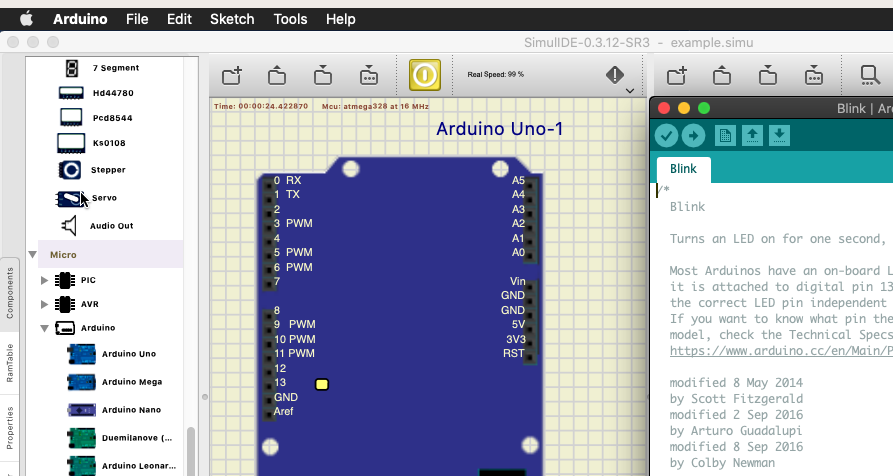 Arduino File Edit Sketch Tools Help
SimulIDE-0.3.12-SR3 - example.simu
7 Segment
Hd44780
Pcd8544
Ks0108
Stepper
Servo
Audio Out
Micro
PIC
AVR
Arduino
Arduino Uno
Arduino Mega
Arduino Nano
Duemilanove (...
Arduino Leonar...
Components
RamTable
Properties
Real Speed: 99 %
Time: 00:00:24.422870 Mcu: atmega328 at 16 MHz
Arduino Uno-1
0 RX
1 TX
2
3 PWM
4
5 PWM
6 PWM
7
8
9 PWM
10 PWM
11 PWM
12
13
GND
Aref
A5
A4
A3
A2
A1
A0
Vin
GND
GND
5V
3V3
RST
Blink | Ar
Blink
/*
Blink
Turns an LED on for one second,
Most Arduinos have an on-board L
it is attached to digital pin 13
the correct LED pin independent
If you want to know what pin the
model, check the Technical Specs
https://www.arduino.cc/en/Main/P
modified 8 May 2014
by Scott Fitzgerald
modified 2 Sep 2016
by Arturo Guadalupi
modified 8 Sep 2016
by Colby Newman